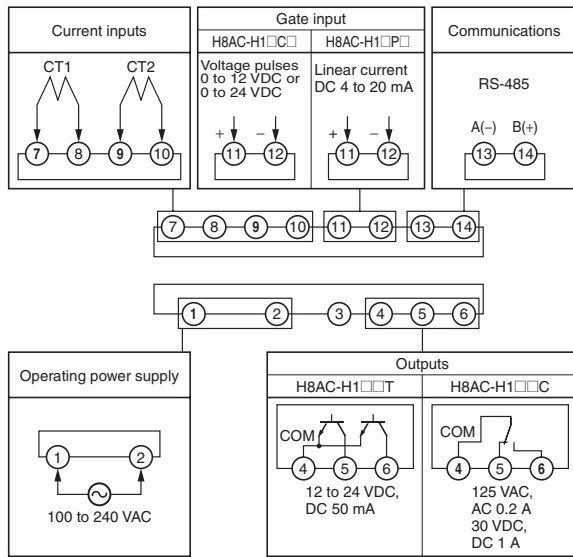 Current inputs
CT1 CT2
7 8 9 10
Gate input
H8AC-H1□C□
Voltage pulses
0 to 12 VDC or
0 to 24 VDC
+ −
11 12
H8AC-H1□P□
Linear current
DC 4 to 20 mA
+ −
11 12
Communications
RS-485
A(−) B(+)
13 14
7 8 9 10 11 12 13 14
1 2 3 4 5 6
Operating power supply
1 2
100 to 240 VAC
Outputs
H8AC-H1□□T
COM
4 5 6
12 to 24 VDC,
DC 50 mA
H8AC-H1□□C
COM
4 5 6
125 VAC,
AC 0.2 A
30 VDC,
DC 1 A